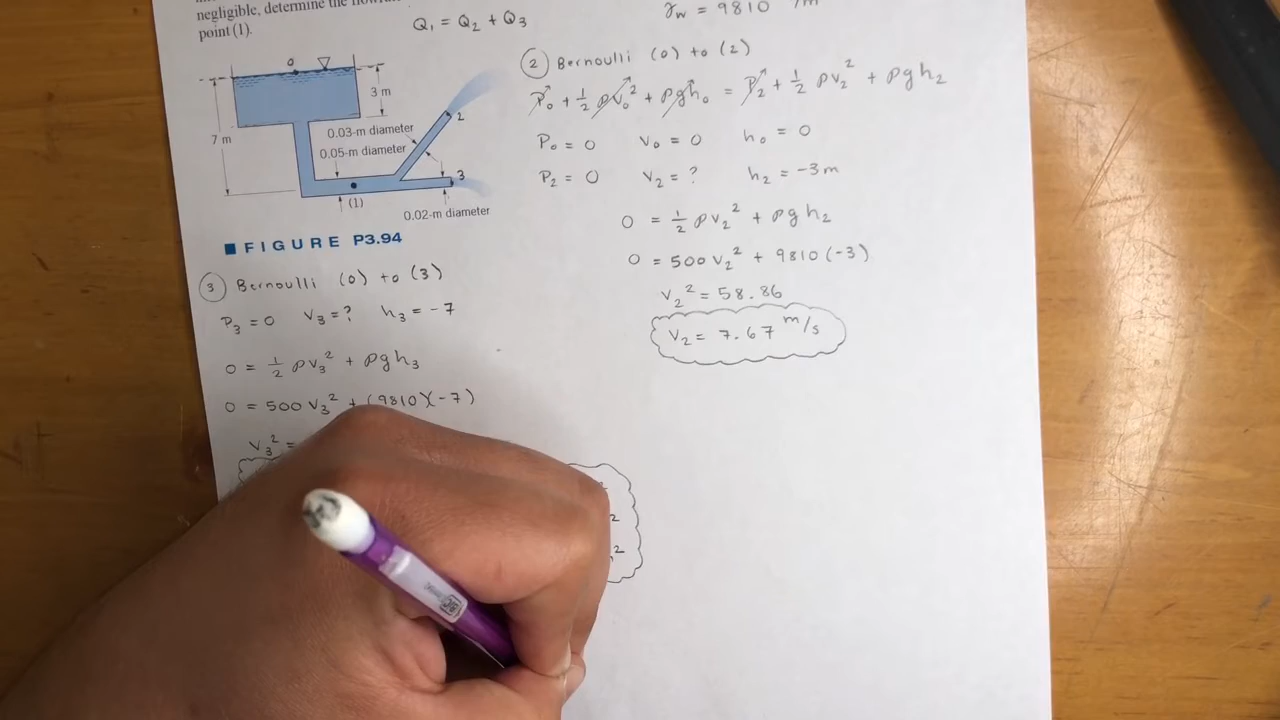 negligible, determine the
point (1).
Q₁ = Q₂ + Q₃
γw = 9810
0
3 m
7 m
0.03-m diameter
0.05-m diameter
2
3
(1)
0.02-m diameter
FIGURE P3.94
② Bernoulli (0) to (2)
P₀ + ½ ρv₀² + ρgh₀ = P₂ + ½ ρv₂² + ρgh₂
P₀ = 0 V₀ = 0 h₀ = 0
P₂ = 0 V₂ = ? h₂ = -3m
0 = ½ ρv₂² + ρgh₂
0 = 500 V₂² + 9810 (-3)
V₂² = 58.86
V₂ = 7.67 m/s
③ Bernoulli (0) to (3)
P₃ = 0 V₃ = ? h₃ = -7
0 = ½ ρv₃² + ρgh₃
0 = 500 V₃² + (9810)(-7)
V₃² =
2
2